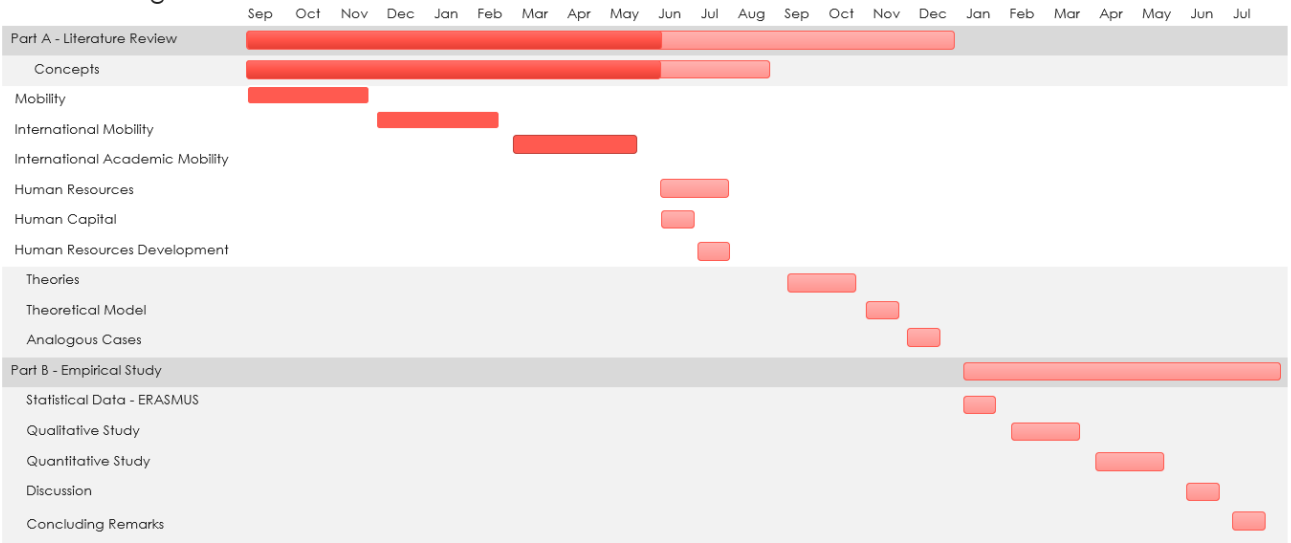 Sep Oct Nov Dec Jan Feb Mar Apr May Jun Jul Aug Sep Oct Nov Dec Jan Feb Mar Apr May Jun Jul
Part A - Literature Review
Concepts
Mobility
International Mobility
International Academic Mobility
Human Resources
Human Capital
Human Resources Development
Theories
Theoretical Model
Analogous Cases
Part B - Empirical Study
Statistical Data - ERASMUS
Qualitative Study
Quantitative Study
Discussion
Concluding Remarks